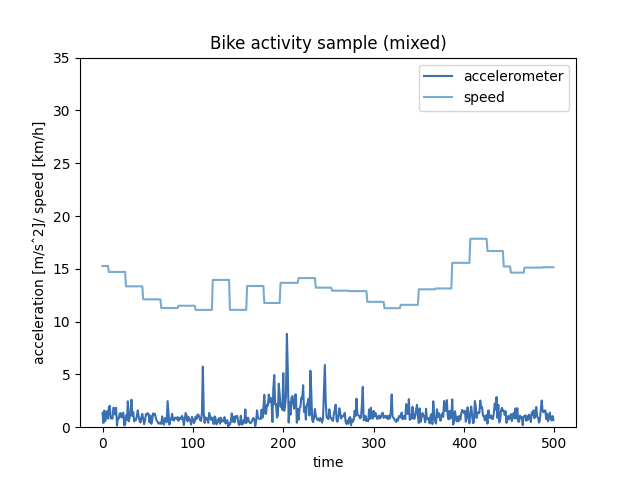 Bike activity sample (mixed)
accelerometer
speed
35
30
25
20
15
10
5
0
acceleration [m/sˆ2]/ speed [km/h]
0 100 200 300 400 500
time